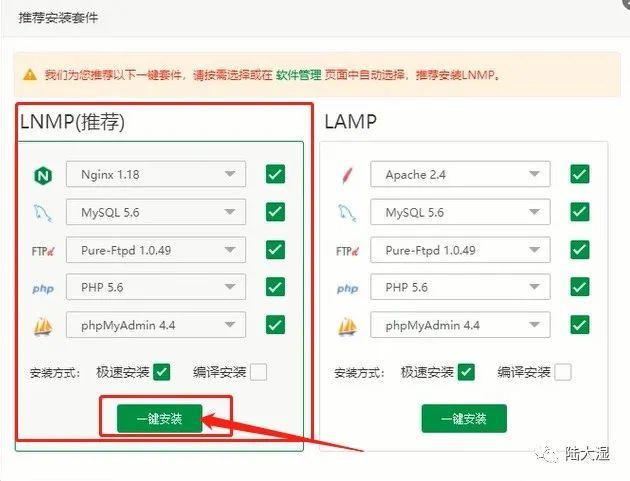 推荐安装套件
我们为您推荐以下一键套件，请按需选择或在 软件管理 页面中自动选择，推荐安装LNMP。
LNMP(推荐)
Nginx 1.18
MySQL 5.6
FTPd Pure-Ftpd 1.0.49
php PHP 5.6
phpMyAdmin 4.4
安装方式： 极速安装 编译安装
一键安装
LAMP
Apache 2.4
MySQL 5.6
FTPd Pure-Ftpd 1.0.49
php PHP 5.6
phpMyAdmin 4.4
安装方式： 极速安装 编译安装
一键安装
陆大湿